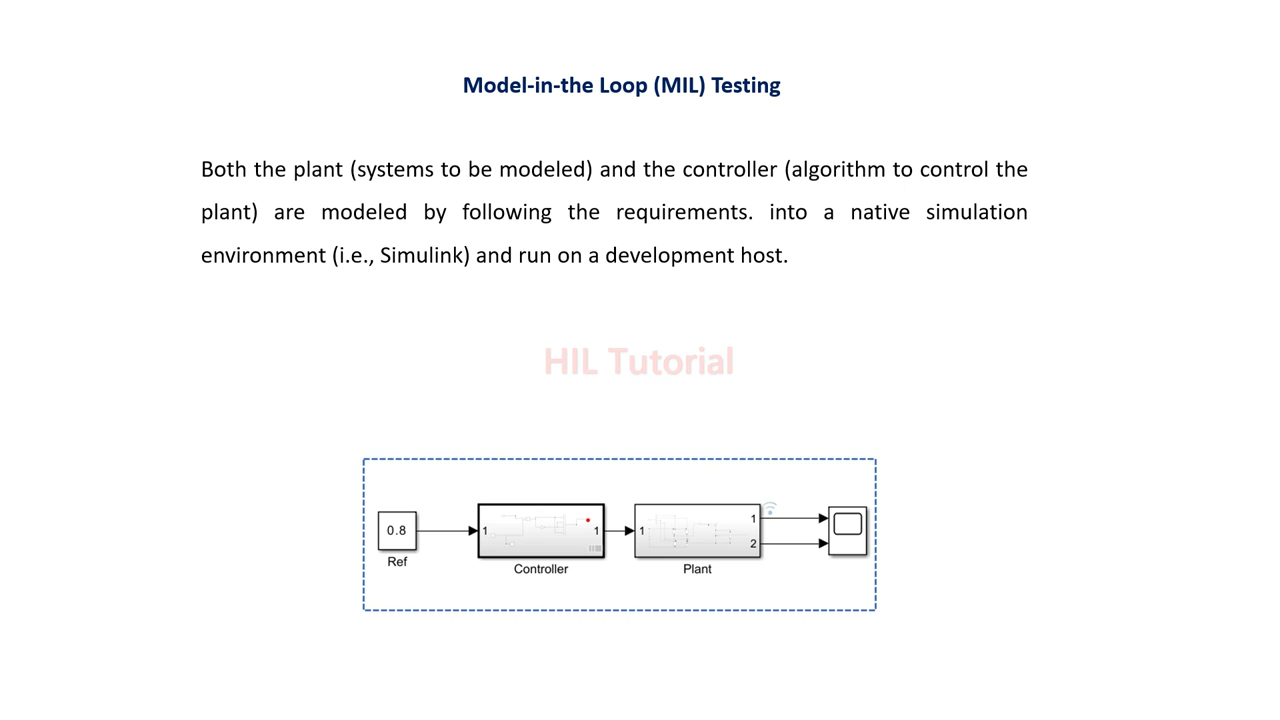 Model-in-the Loop (MIL) Testing
Both the plant (systems to be modeled) and the controller (algorithm to control the
plant) are modeled by following the requirements. into a native simulation
environment (i.e., Simulink) and run on a development host.
HIL Tutorial
0.8
1
1
1
1
2
Ref
Controller
Plant